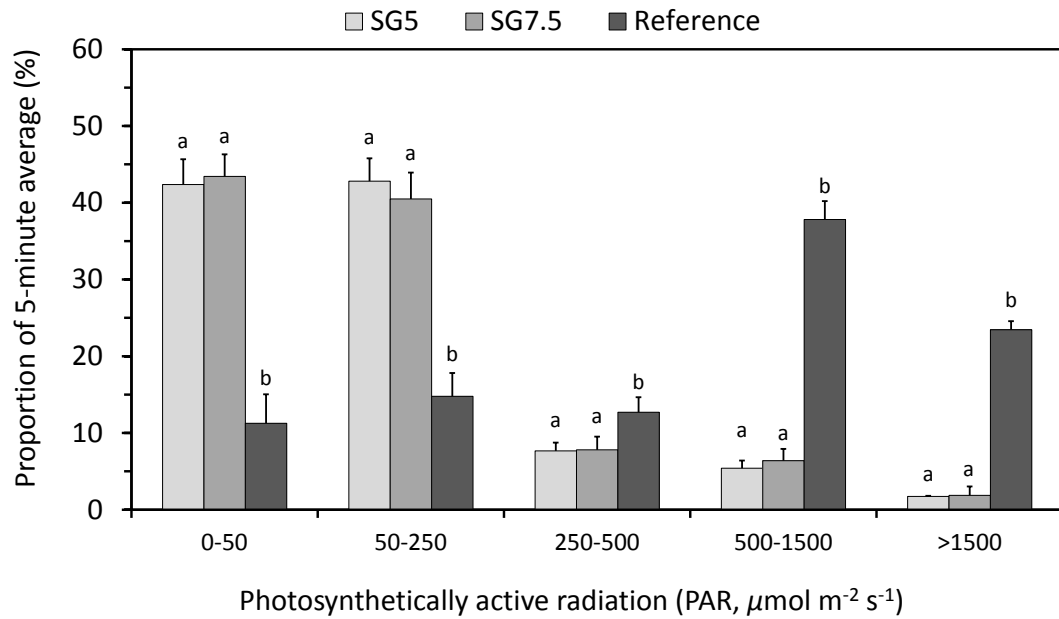 SG5 SG7.5 Reference
Proportion of 5-minute average (%)
60
50
40
30
20
10
0
a a b
a a b
a a b
a a b
a a b
0-50 50-250 250-500 500-1500 >1500
Photosynthetically active radiation (PAR, µmol m⁻² s⁻¹)